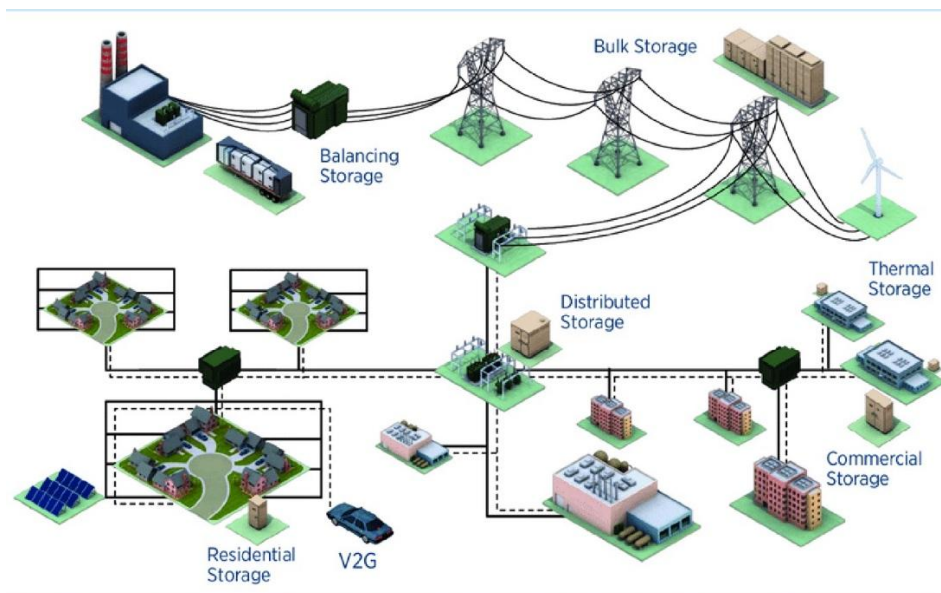 Bulk Storage
Balancing
Storage
Thermal
Storage
Distributed
Storage
Commercial
Storage
Residential
Storage
V2G